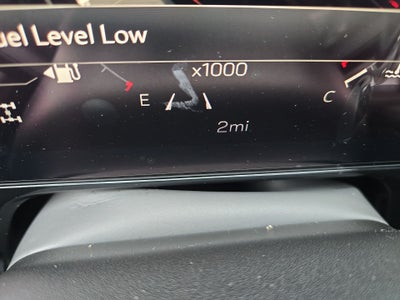 uel Level Low
x1000
E
C
2mi